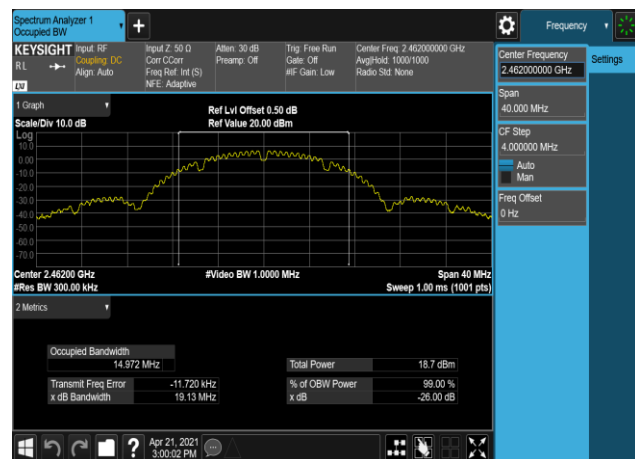 Spectrum Analyzer 1
Occupied BW
Frequency
KEYSIGHT
RL
LXI
Input: RF
Coupling: DC
Align: Auto
Input Z: 50 Ω
Corr CCorr
Freq Ref: Int (S)
NFE: Adaptive
Atten: 30 dB
Preamp: Off
Trig: Free Run
Gate: Off
#IF Gain: Low
Center Freq: 2.462000000 GHz
Avg|Hold: 1000/1000
Radio Std: None
Center Frequency
2.462000000 GHz
Settings
Span
40.000 MHz
CF Step
4.000000 MHz
Auto
Man
Freq Offset
0 Hz
1 Graph
Scale/Div 10.0 dB
Ref Lvl Offset 0.50 dB
Ref Value 20.00 dBm
Log
10.0
0.00
-10.0
-20.0
-30.0
-40.0
-50.0
-60.0
-70.0
Center 2.46200 GHz
#Video BW 1.0000 MHz
Span 40 MHz
#Res BW 300.00 kHz
Sweep 1.00 ms (1001 pts)
2 Metrics
Occupied Bandwidth
14.972 MHz
Total Power 18.7 dBm
Transmit Freq Error -11.720 kHz
% of OBW Power 99.00 %
x dB Bandwidth 19.13 MHz
x dB -26.00 dB
?
Apr 21, 2021
3:00:02 PM